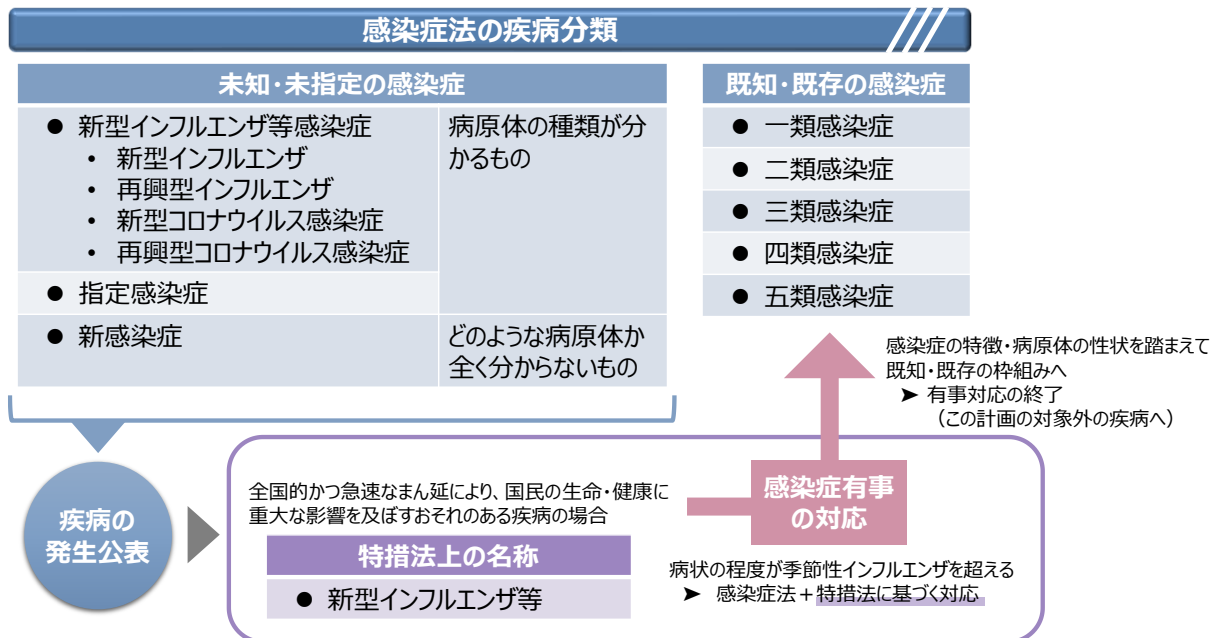 感染症法の疾病分類
未知・未指定の感染症
● 新型インフルエンザ等感染症
• 新型インフルエンザ
• 再興型インフルエンザ
• 新型コロナウイルス感染症
• 再興型コロナウイルス感染症
病原体の種類が分
かるもの
● 指定感染症
● 新感染症
どのような病原体か
全く分からないもの
既知・既存の感染症
● 一類感染症
● 二類感染症
● 三類感染症
● 四類感染症
● 五類感染症
感染症の特徴・病原体の性状を踏まえて
既知・既存の枠組みへ
➤ 有事対応の終了
（この計画の対象外の疾病へ）
疾病の
発生公表
全国的かつ急速なまん延により、国民の生命・健康に
重大な影響を及ぼすおそれのある疾病の場合
特措法上の名称
● 新型インフルエンザ等
感染症有事
の対応
病状の程度が季節性インフルエンザを超える
➤ 感染症法＋特措法に基づく対応